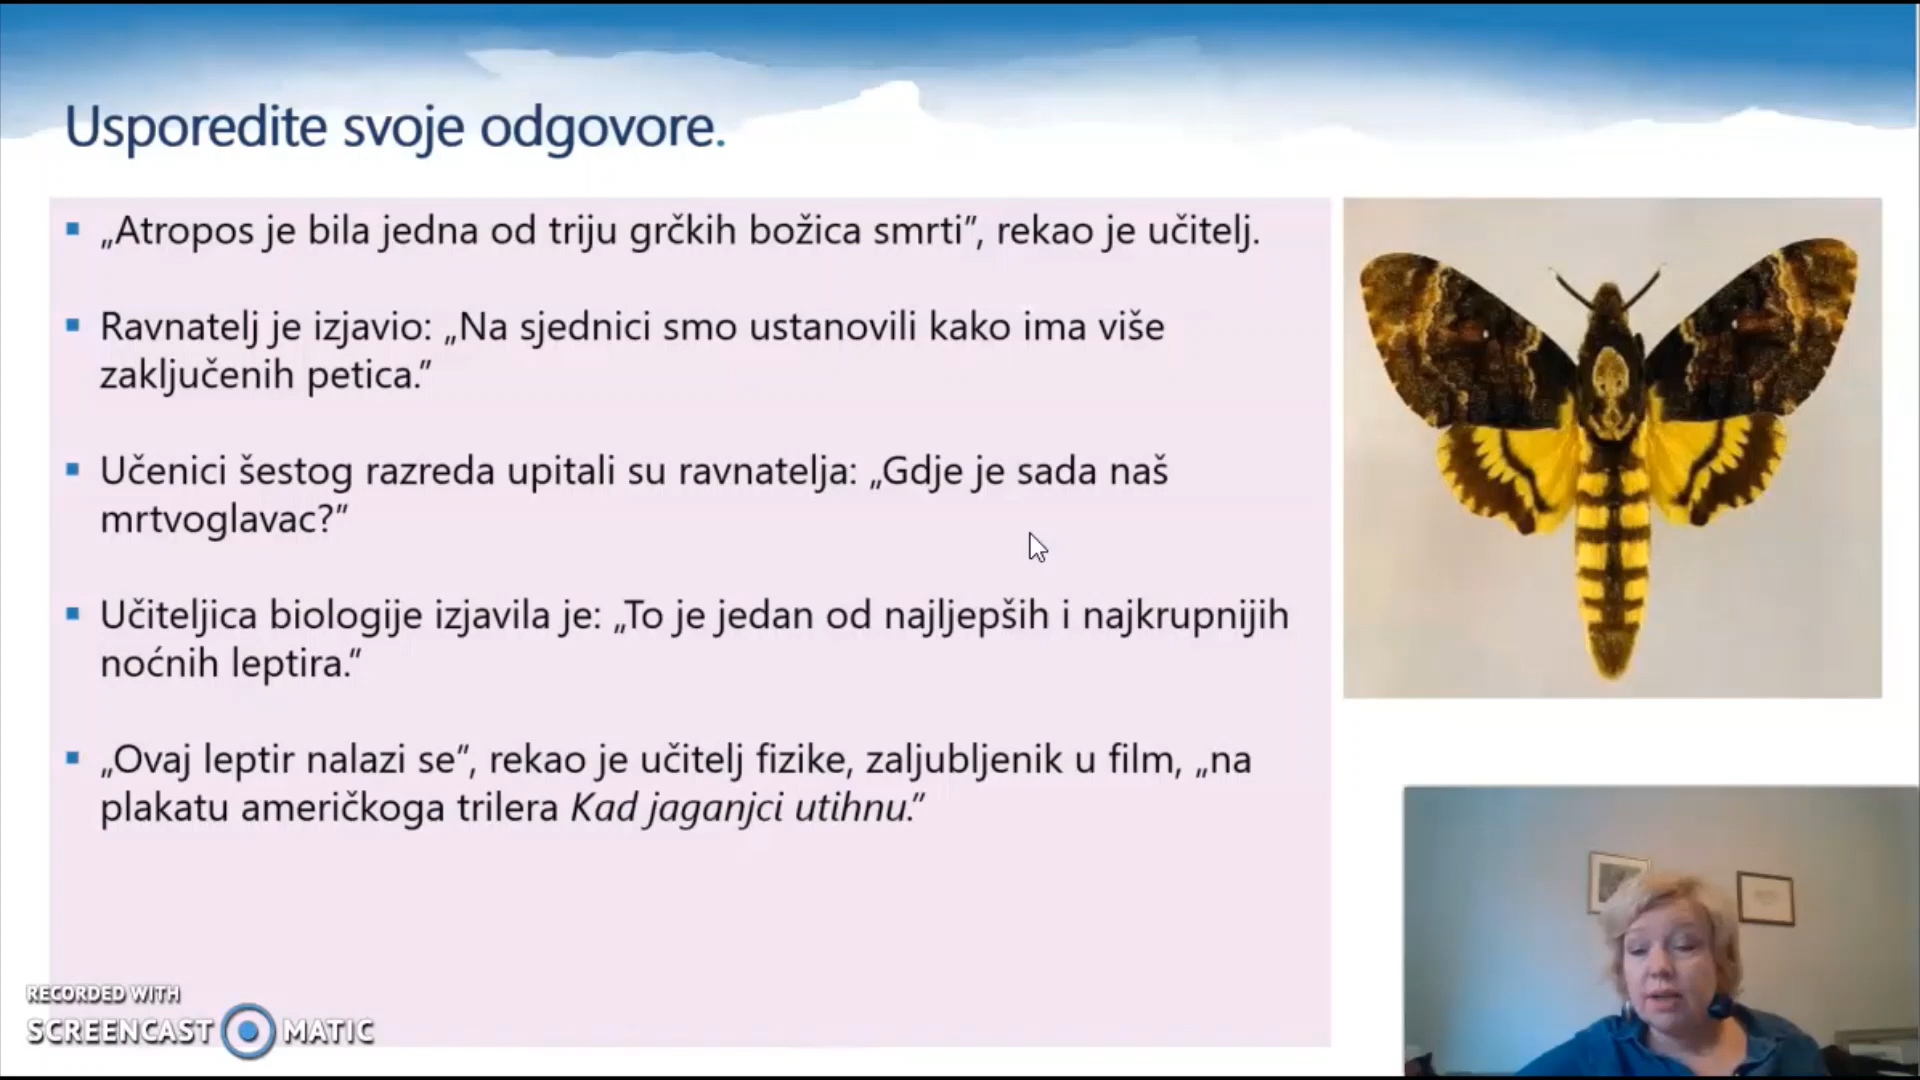 Usporedite svoje odgovore.
„Atropos je bila jedna od triju grčkih božica smrti”, rekao je učitelj.
Ravnatelj je izjavio: „Na sjednici smo ustanovili kako ima više
zaključenih petica.”
Učenici šestog razreda upitali su ravnatelja: „Gdje je sada naš
mrtvoglavac?”
Učiteljica biologije izjavila je: „To je jedan od najljepših i najkrupnijih
noćnih leptira.”
„Ovaj leptir nalazi se”, rekao je učitelj fizike, zaljubljenik u film, „na
plakatu američkoga trilera Kad jaganjci utihnu.”
RECORDED WITH
SCREENCAST MATIC